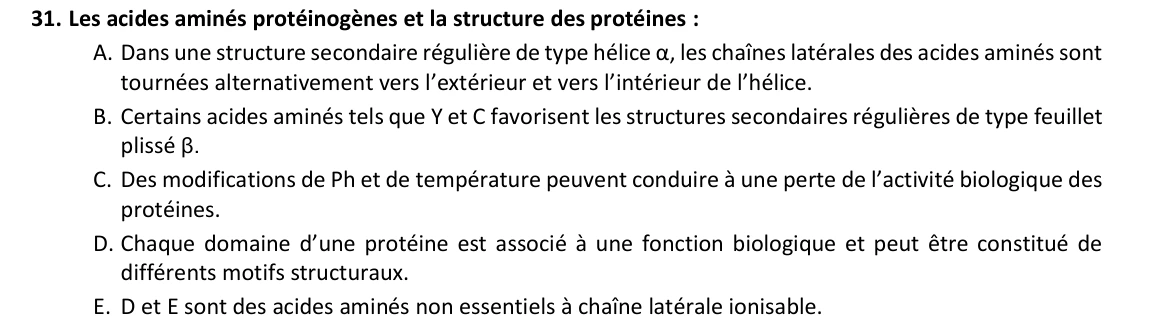 31. Les acides aminés protéinogènes et la structure des protéines :
A. Dans une structure secondaire régulière de type hélice α, les chaînes latérales des acides aminés sont
tournées alternativement vers l’extérieur et vers l’intérieur de l’hélice.
B. Certains acides aminés tels que Y et C favorisent les structures secondaires régulières de type feuillet
plissé β.
C. Des modifications de Ph et de température peuvent conduire à une perte de l’activité biologique des
protéines.
D. Chaque domaine d’une protéine est associé à une fonction biologique et peut être constitué de
différents motifs structuraux.
E. D et E sont des acides aminés non essentiels à chaîne latérale ionisable.